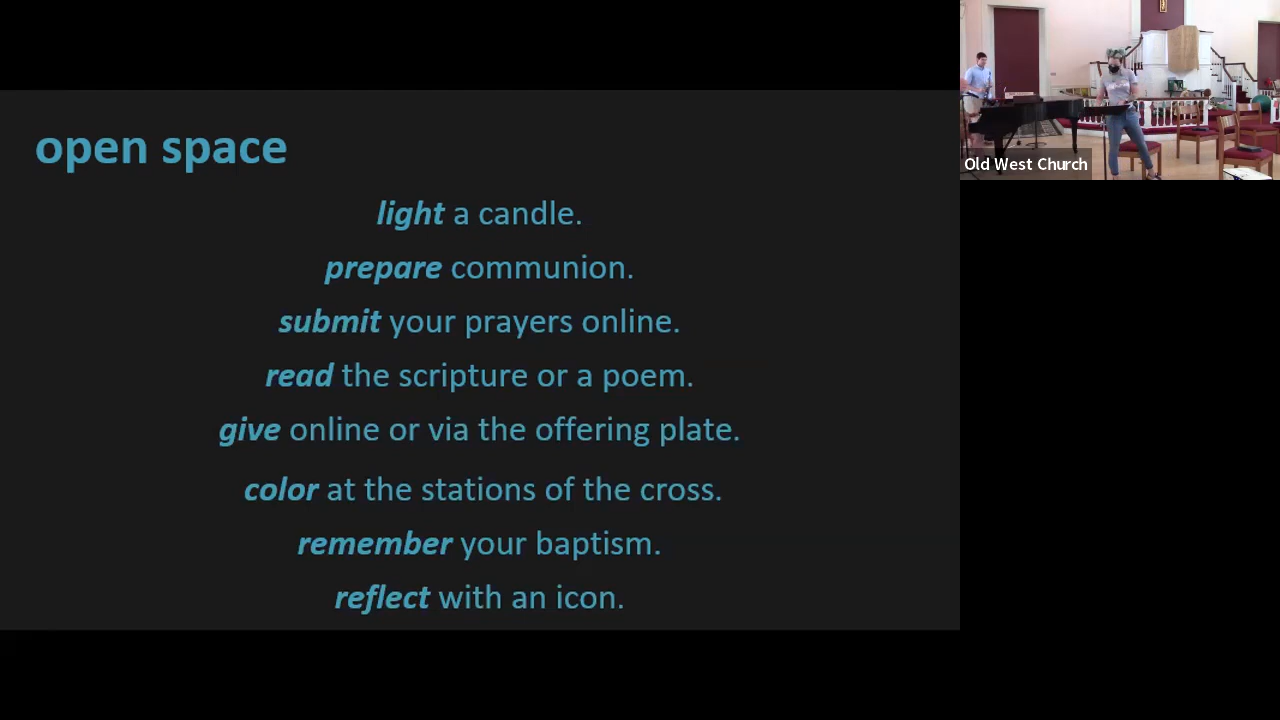 open space
light a candle.
prepare communion.
submit your prayers online.
read the scripture or a poem.
give online or via the offering plate.
color at the stations of the cross.
remember your baptism.
reflect with an icon.
Old West Church